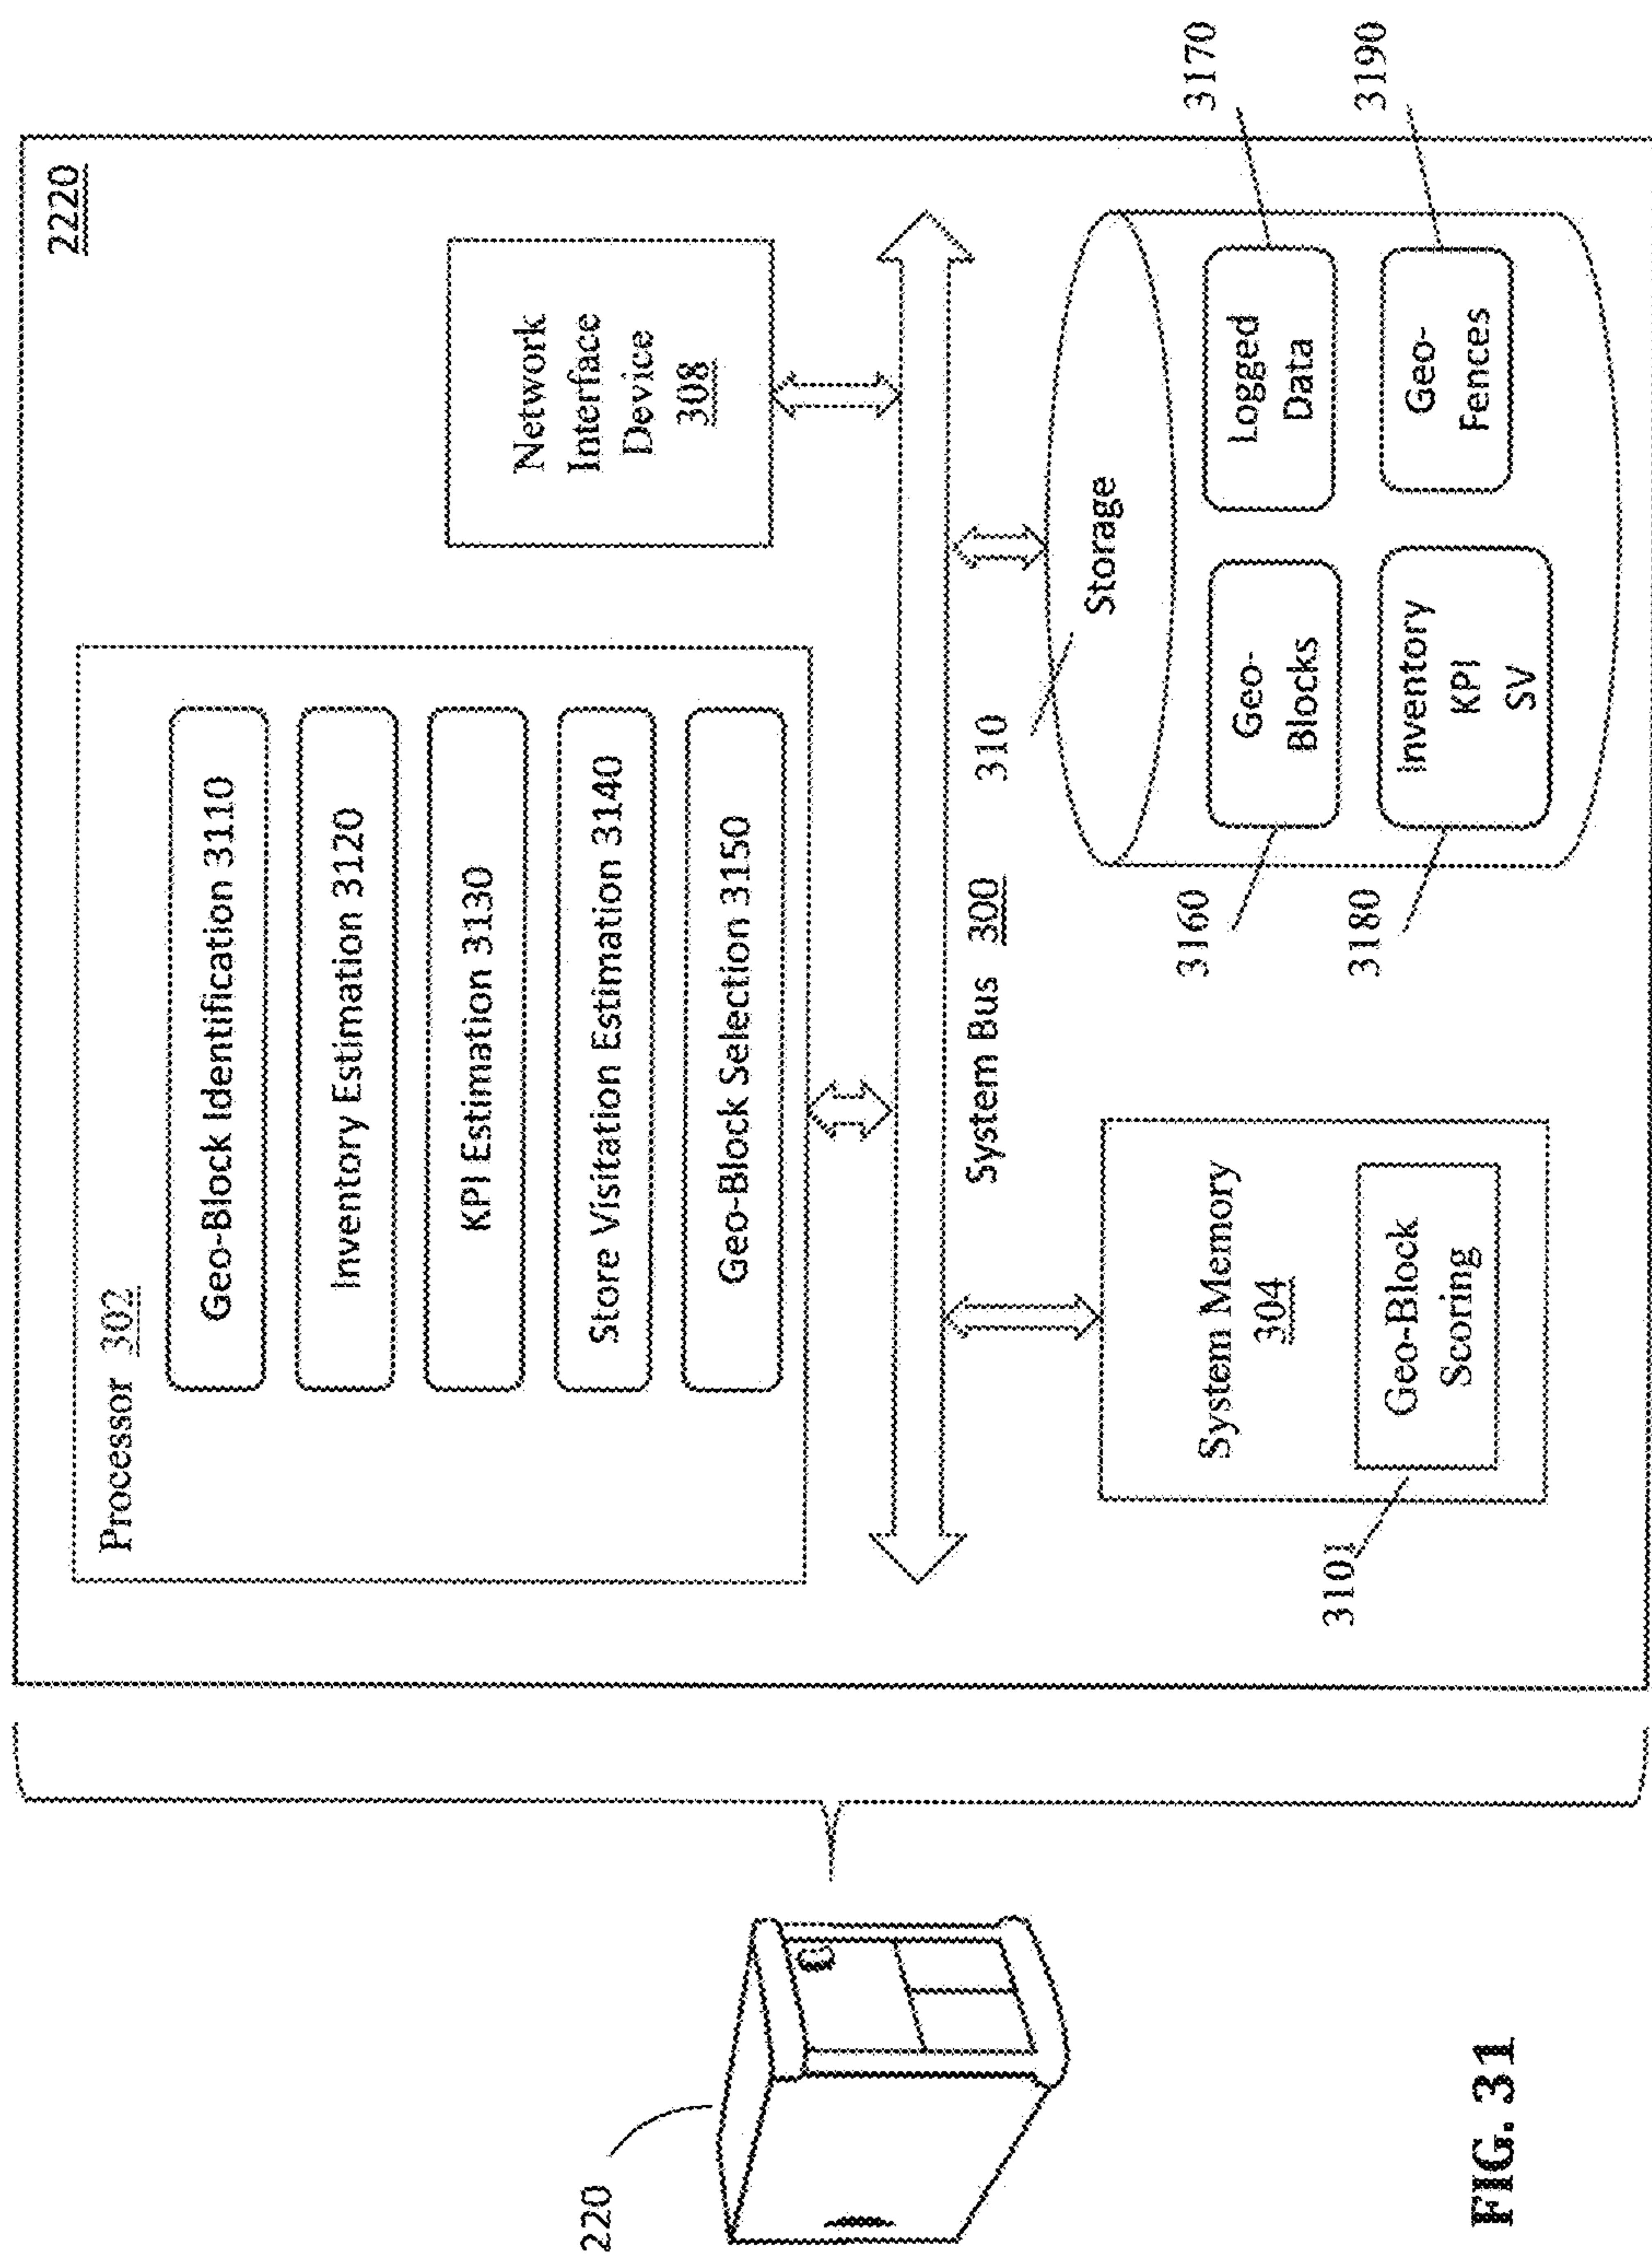 2220
Processor 302
Geo-Block Identification 3110
Inventory Estimation 3120
KPI Estimation 3130
Store Visitation Estimation 3140
Geo-Block Selection 3150
Network
Interface
Device
308
System Bus 300
310
Storage
Geo-
Blocks
Logged
Data
Inventory
KPI
SV
Geo-
Fences
3160
3170
3180
3190
System Memory
304
Geo-Block
Scoring
3101
220
FIG. 31